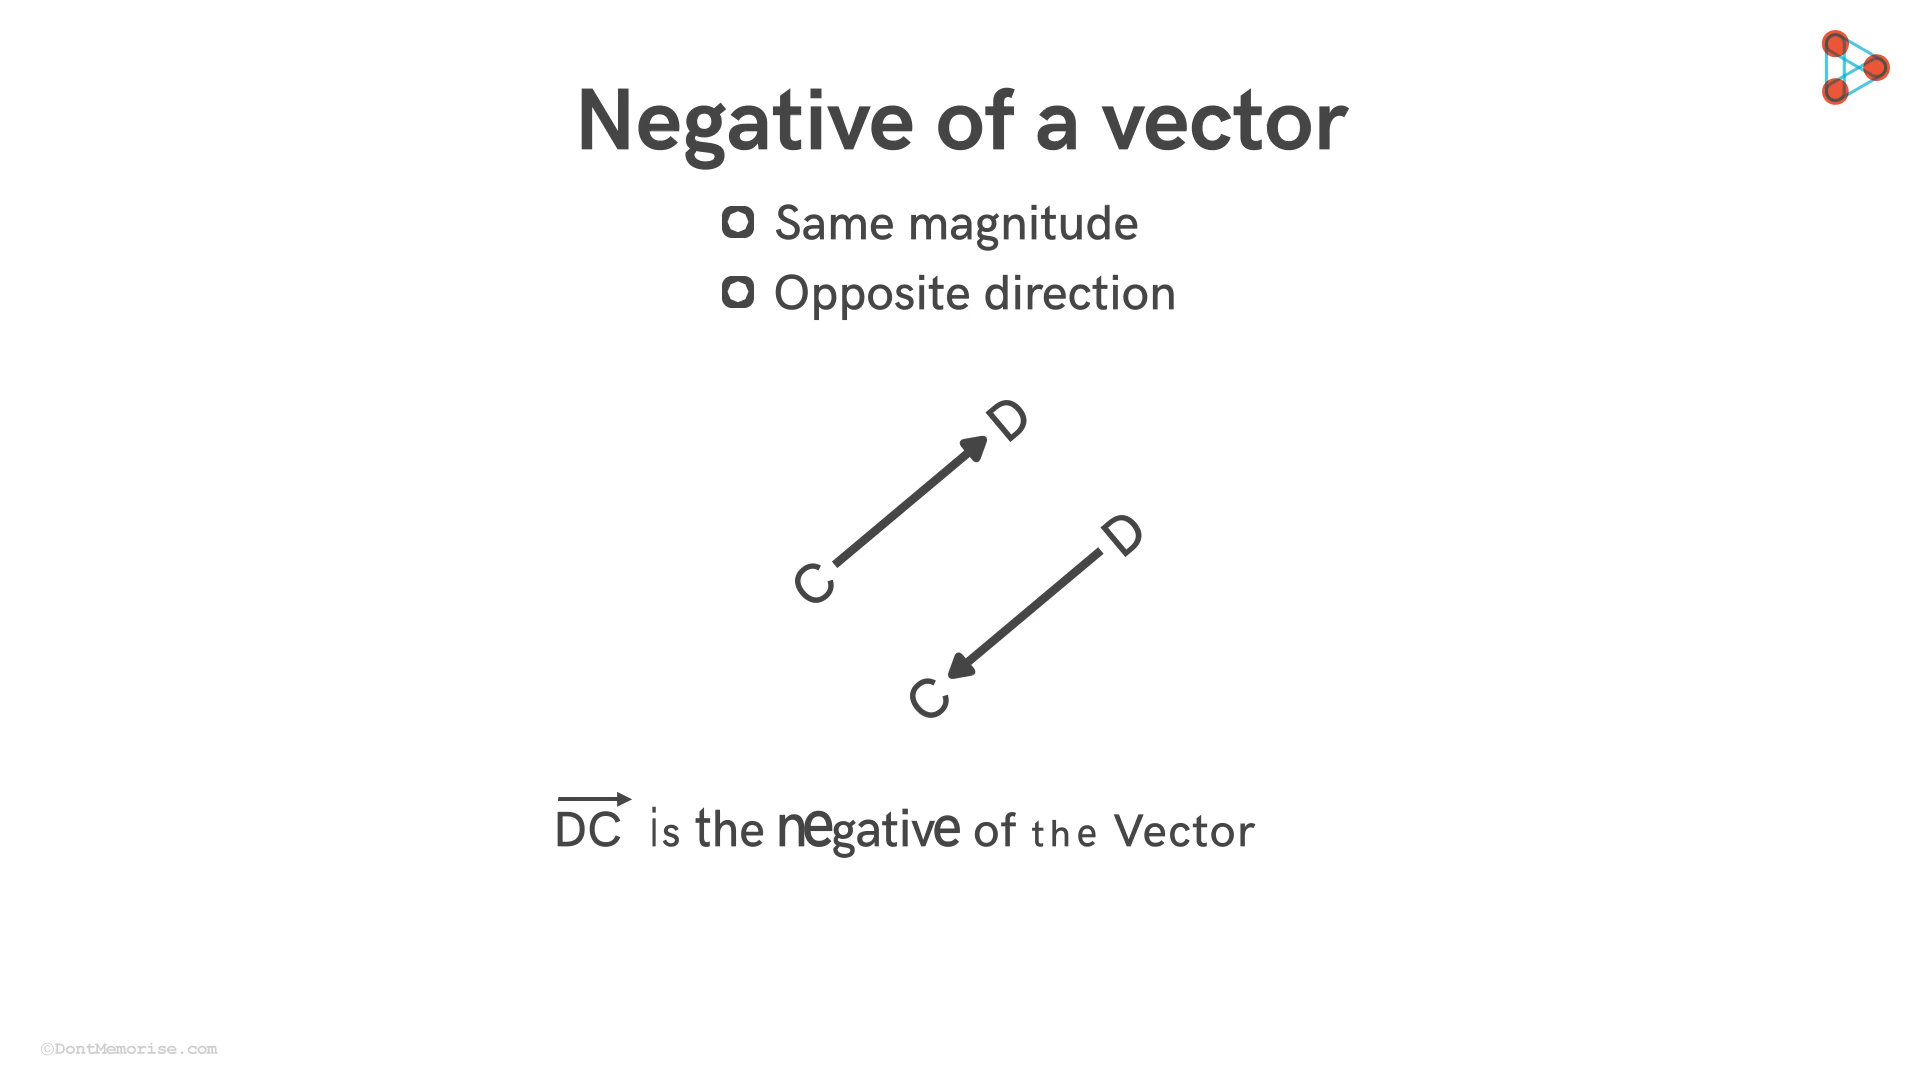 Negative of a vector
Same magnitude
Opposite direction
D
C
D
C
DC is the negative of the Vector
©DontMemorise.com